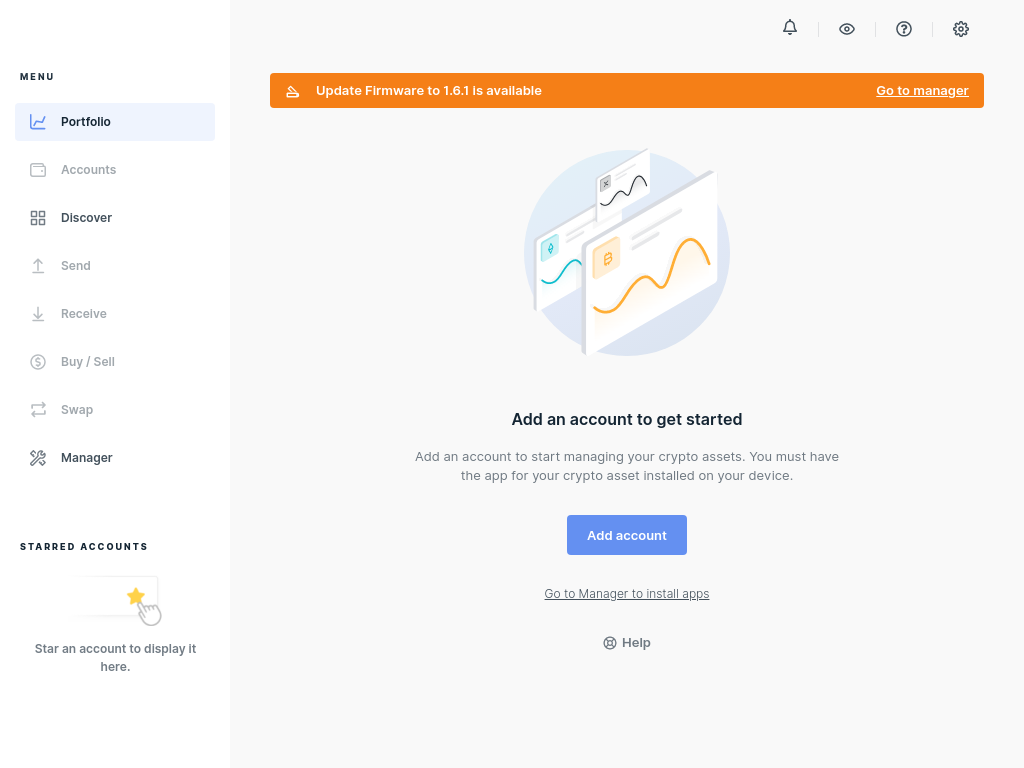 MENU
Portfolio
Accounts
Discover
Send
Receive
Buy / Sell
Swap
Manager
STARRED ACCOUNTS
Star an account to display it
here.
Update Firmware to 1.6.1 is available
Go to manager
Add an account to get started
Add an account to start managing your crypto assets. You must have
the app for your crypto asset installed on your device.
Add account
Go to Manager to install apps
Help